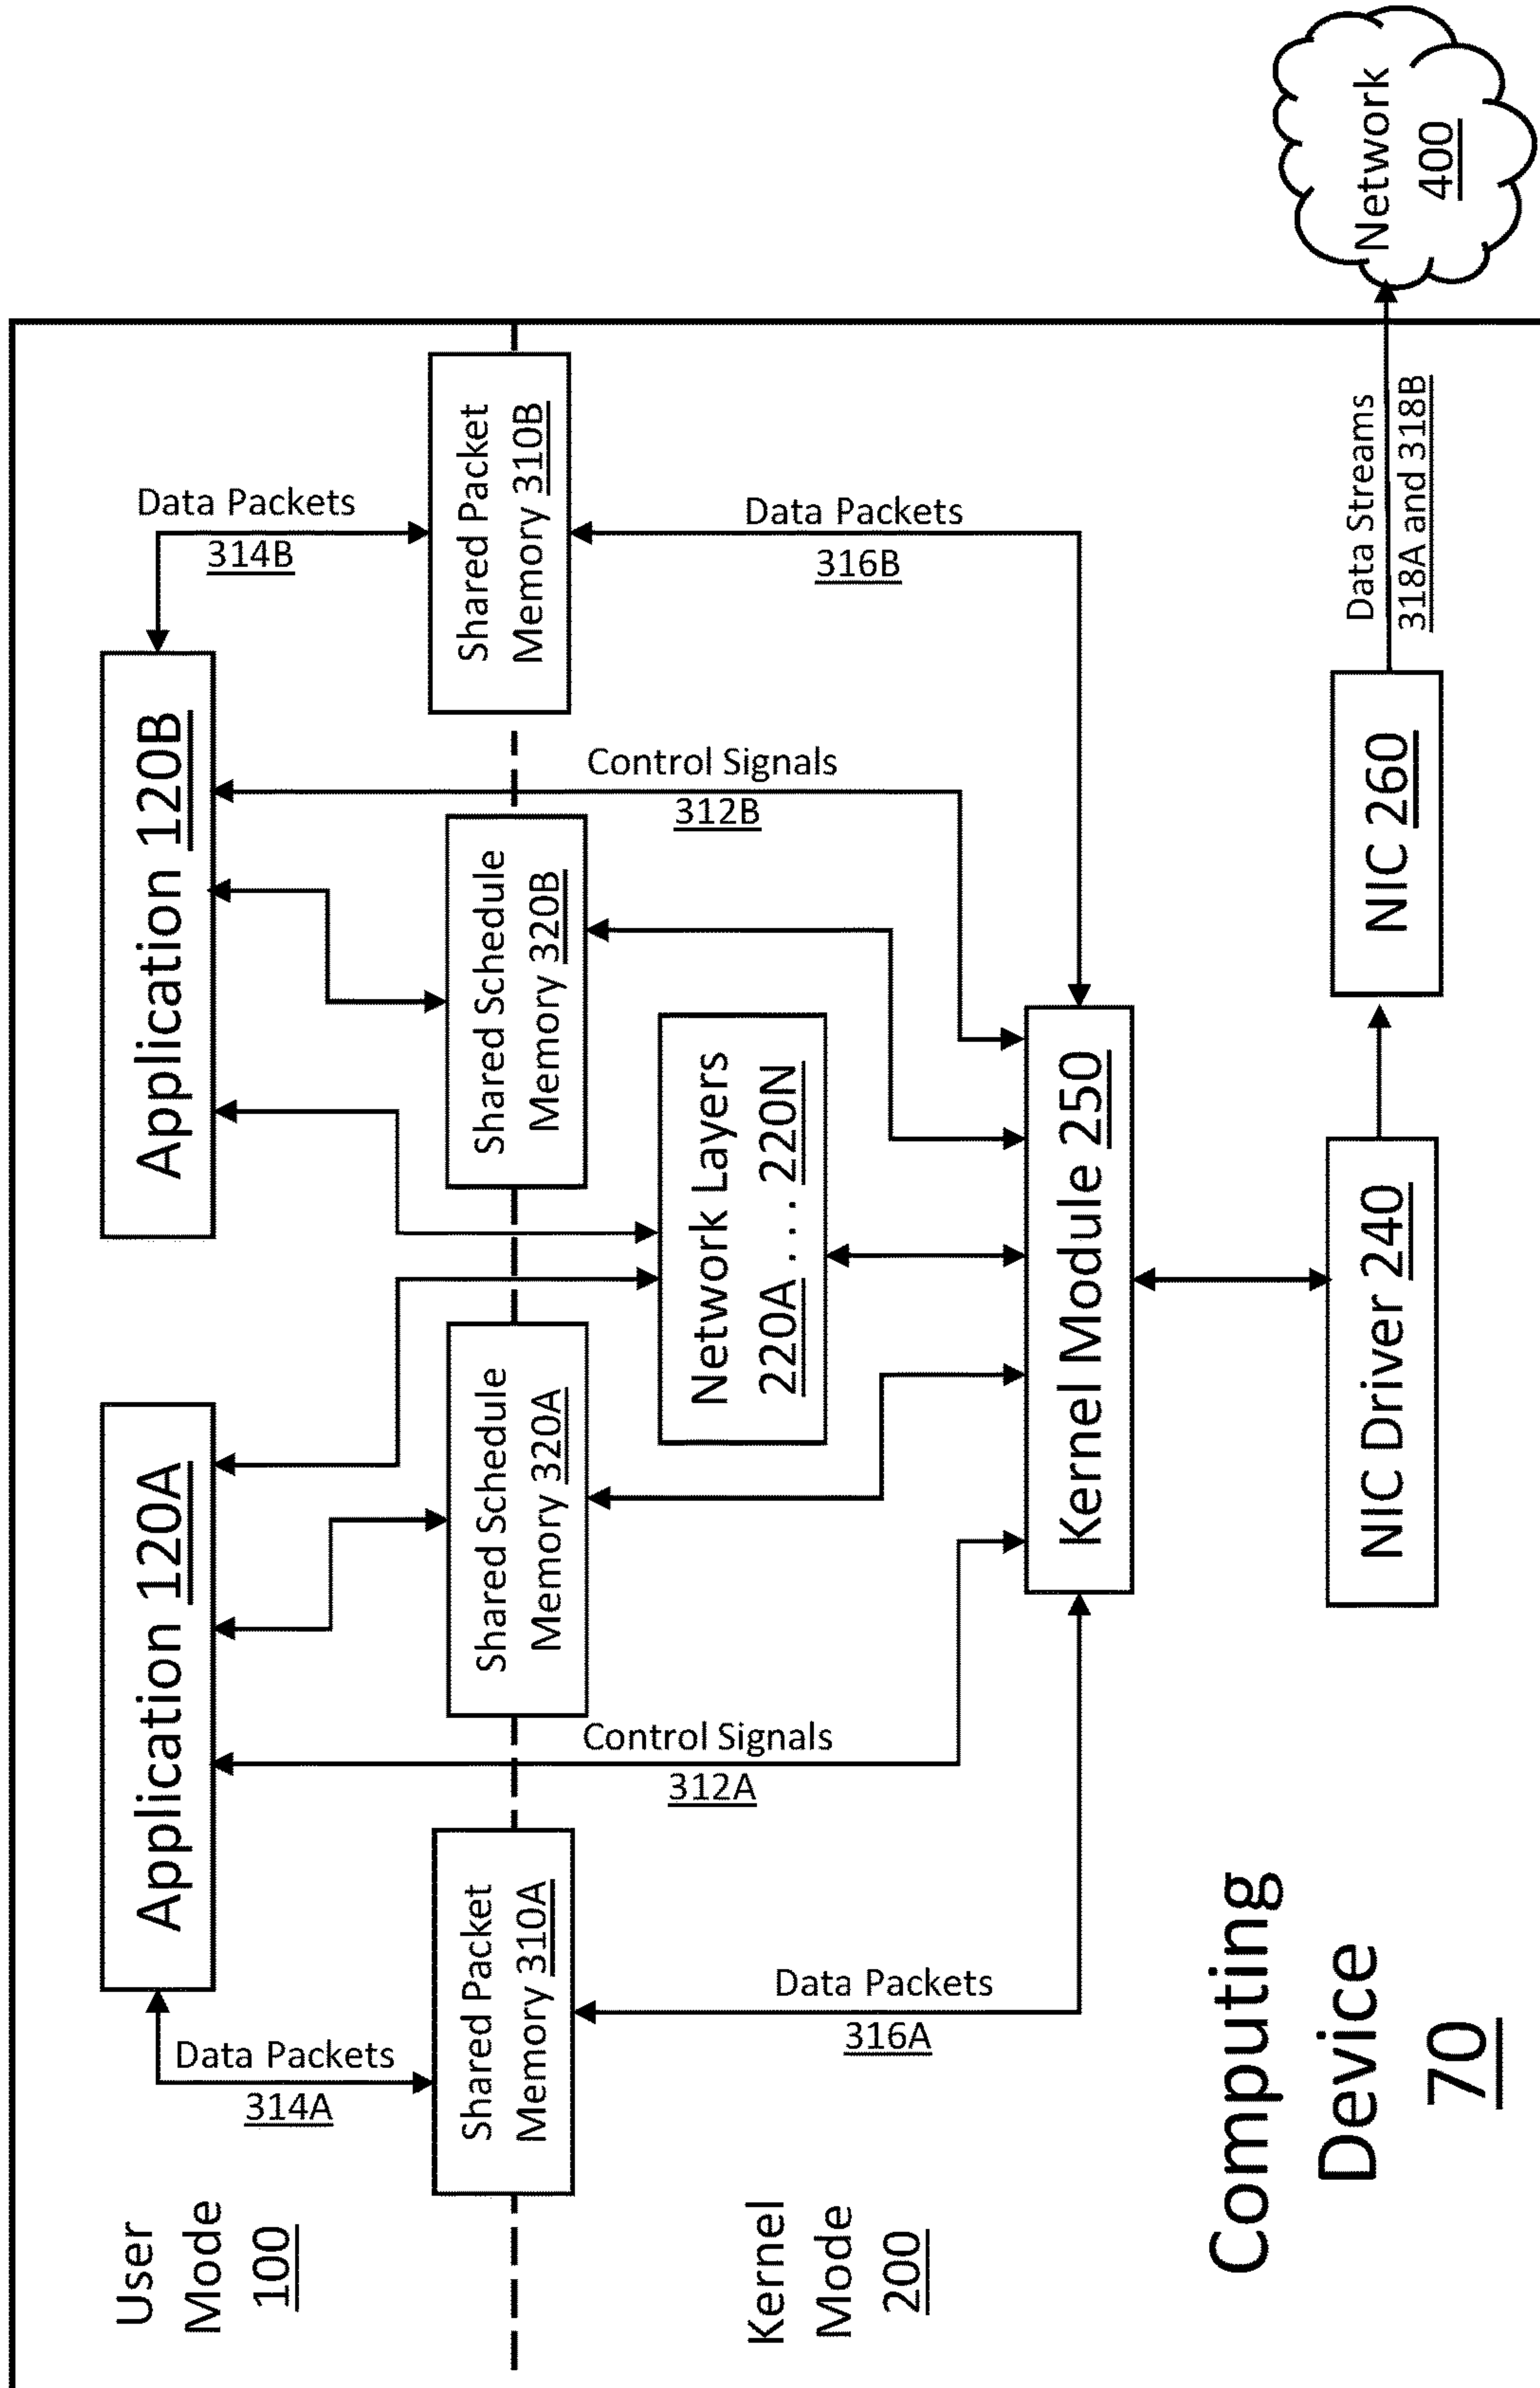 User
Mode
100
Application 120A
Application 120B
Data Packets
314A
Data Packets
314B
Shared Packet
Memory 310A
Shared Schedule
Memory 320A
Shared Schedule
Memory 320B
Shared Packet
Memory 310B
Control Signals
312A
Control Signals
312B
Kernel
Mode
200
Network Layers
220A . . . 220N
Data Packets
316A
Data Packets
316B
Kernel Module 250
Computing
Device
70
NIC Driver 240
NIC 260
Data Streams
318A and 318B
Network
400